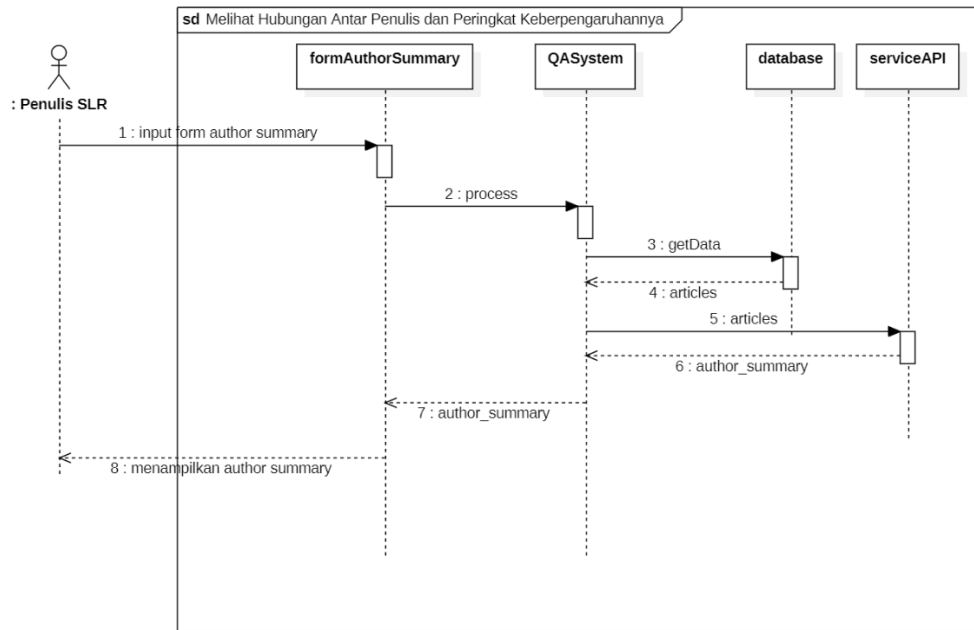 sd Melihat Hubungan Antar Penulis dan Peringkat Keberpengaruhannya
formAuthorSummary
QASystem
database
serviceAPI
: Penulis SLR
1 : input form author summary
2 : process
3 : getData
4 : articles
5 : articles
6 : author_summary
7 : author_summary
8 : menampilkan author summary